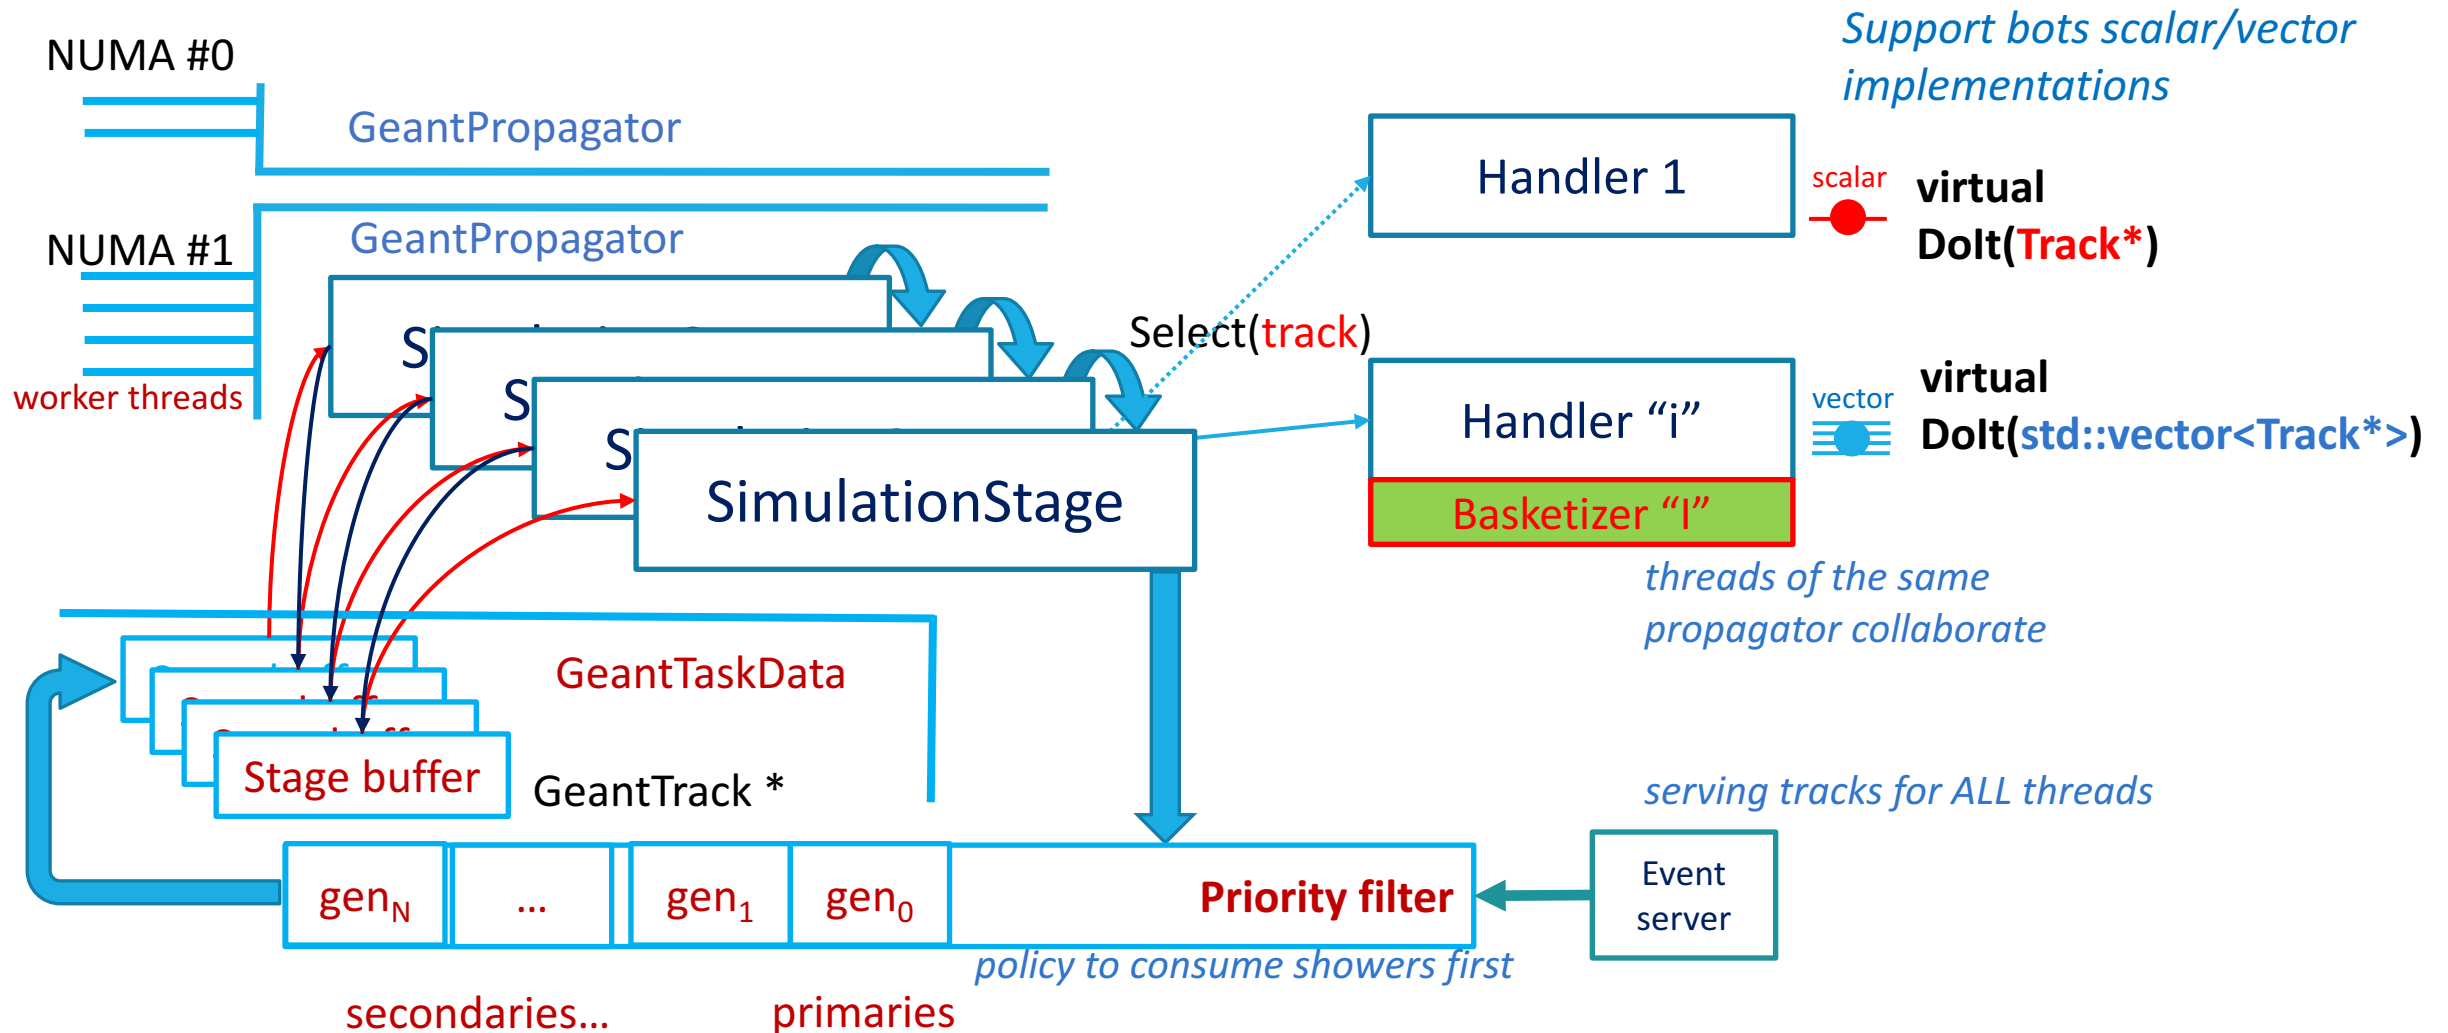 Support bots scalar/vector
implementations
NUMA #0
GeantPropagator
Handler 1
scalar
virtual
DoIt(Track*)
NUMA #1
GeantPropagator
worker threads
Select(track)
Handler “i”
vector
virtual
DoIt(std::vector<Track*>)
SimulationStage
Basketizer “I”
threads of the same
propagator collaborate
GeantTaskData
Stage buffer
GeantTrack *
serving tracks for ALL threads
genN
...
gen1
gen0
Priority filter
Event
server
policy to consume showers first
secondaries...
primaries